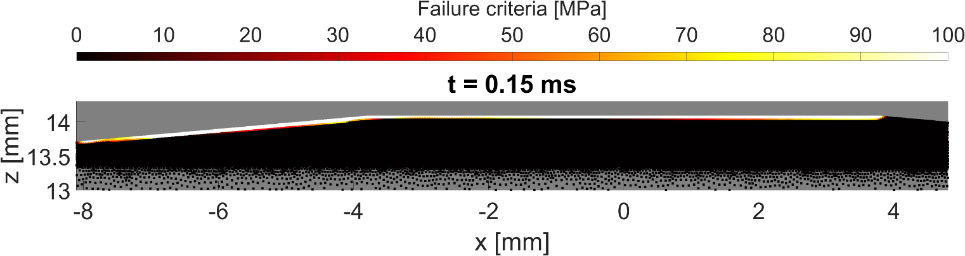 Failure criteria [MPa]
0 10 20 30 40 50 60 70 80 90 100
t = 0.15 ms
z [mm]
14
13.5
13
-8 -6 -4 -2 0 2 4
x [mm]